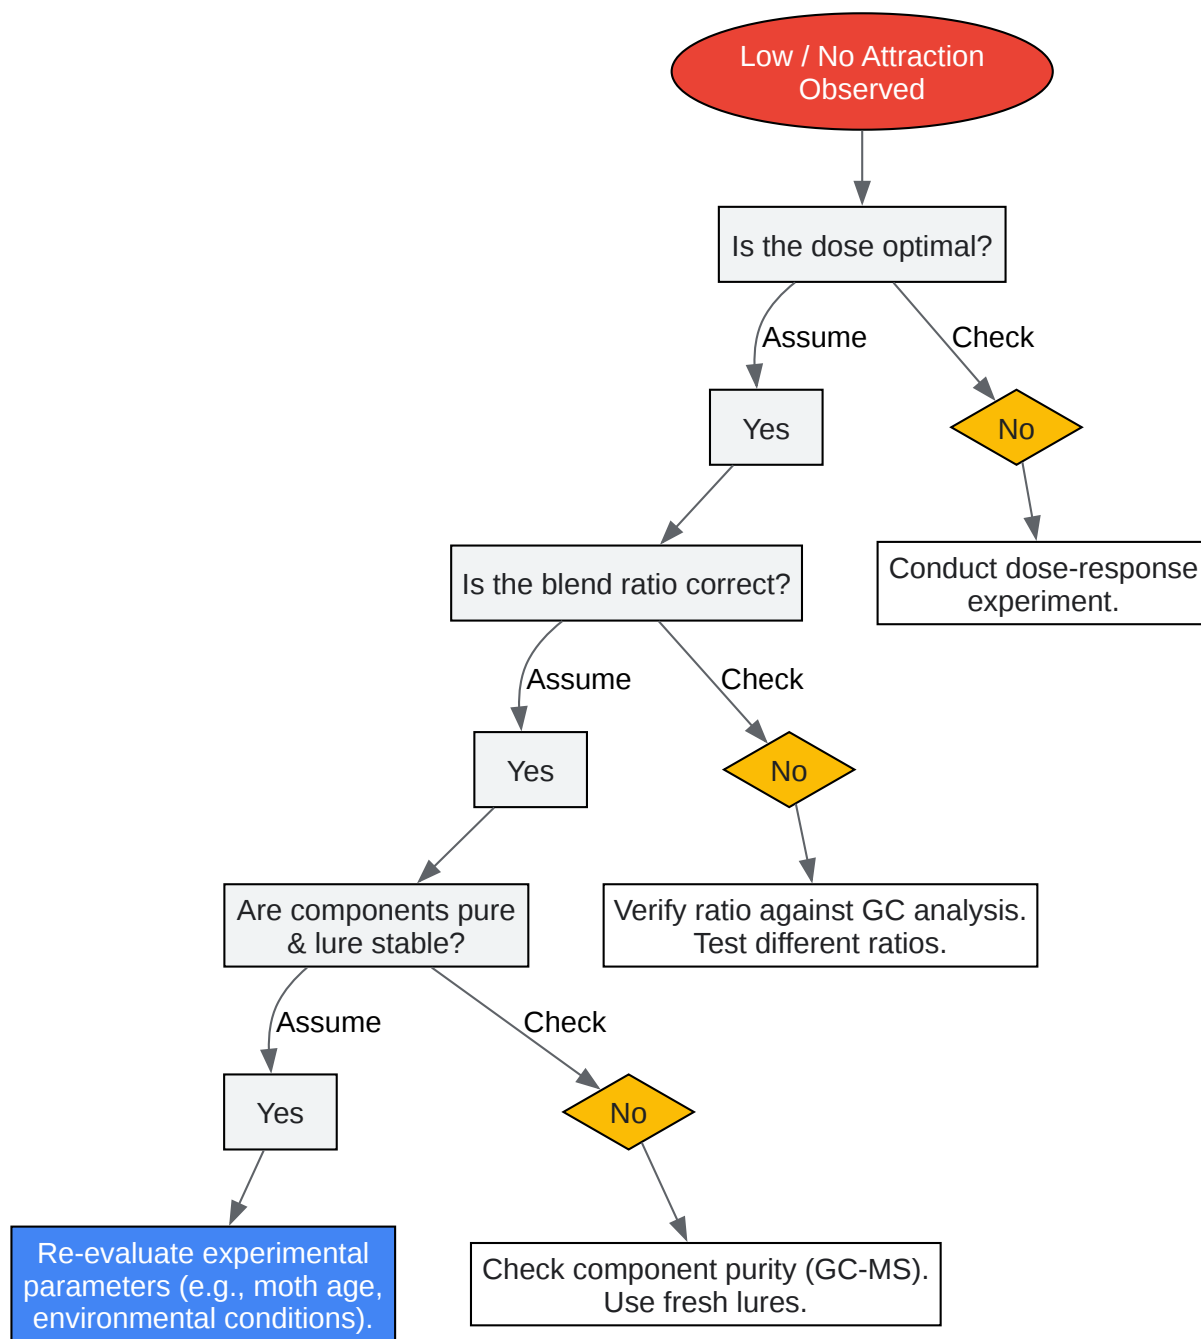 Low / No Attraction
Observed
Is the dose optimal?
Assume
Check
Yes
No
Conduct dose-response
experiment.
Is the blend ratio correct?
Assume
Check
Yes
No
Verify ratio against GC analysis.
Test different ratios.
Are components pure
& lure stable?
Assume
Check
Yes
No
Re-evaluate experimental
parameters (e.g., moth age,
environmental conditions).
Check component purity (GC-MS).
Use fresh lures.